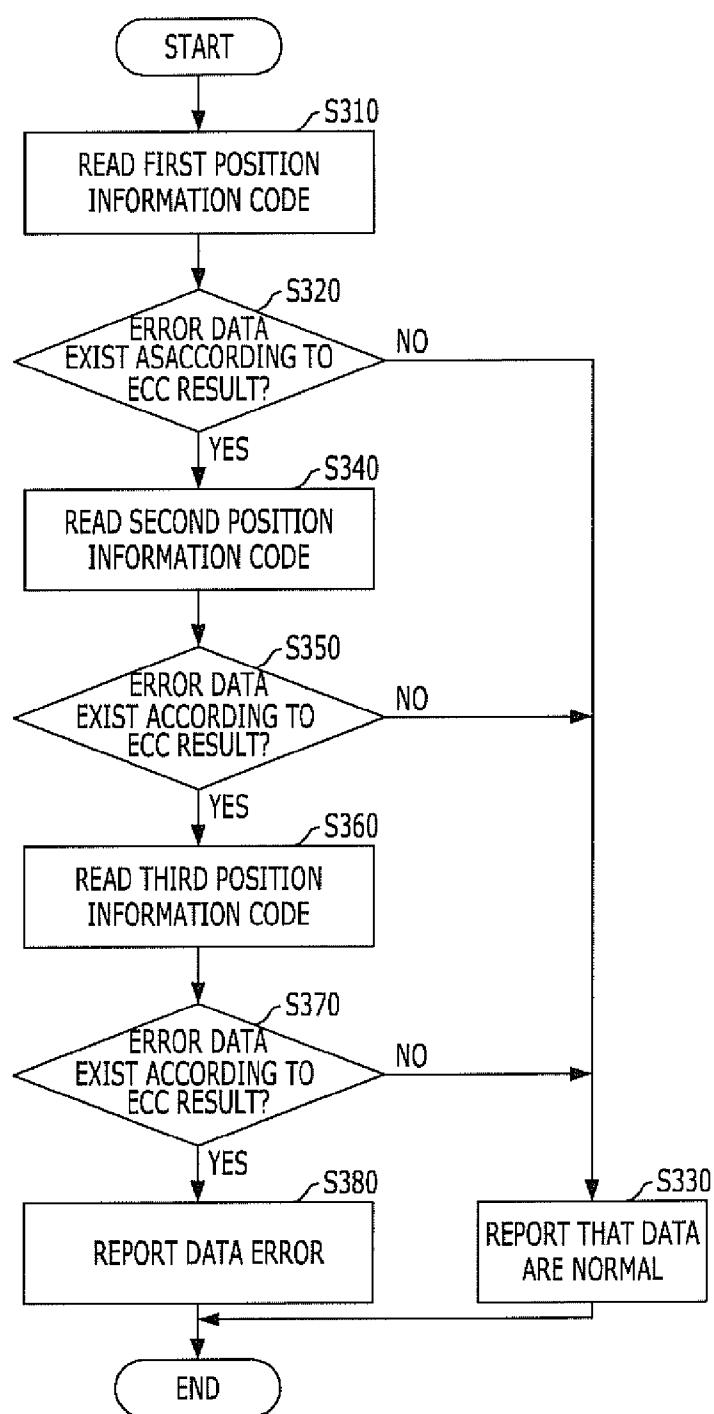 START
S310
READ FIRST POSITION
INFORMATION CODE
S320
ERROR DATA
EXIST ASACCORDING TO
ECC RESULT?
NO
YES
S340
READ SECOND POSITION
INFORMATION CODE
S350
ERROR DATA
EXIST ACCORDING TO
ECC RESULT?
NO
YES
S360
READ THIRD POSITION
INFORMATION CODE
S370
ERROR DATA
EXIST ACCORDING TO
ECC RESULT?
NO
YES
S380
REPORT DATA ERROR
S330
REPORT THAT DATA
ARE NORMAL
END